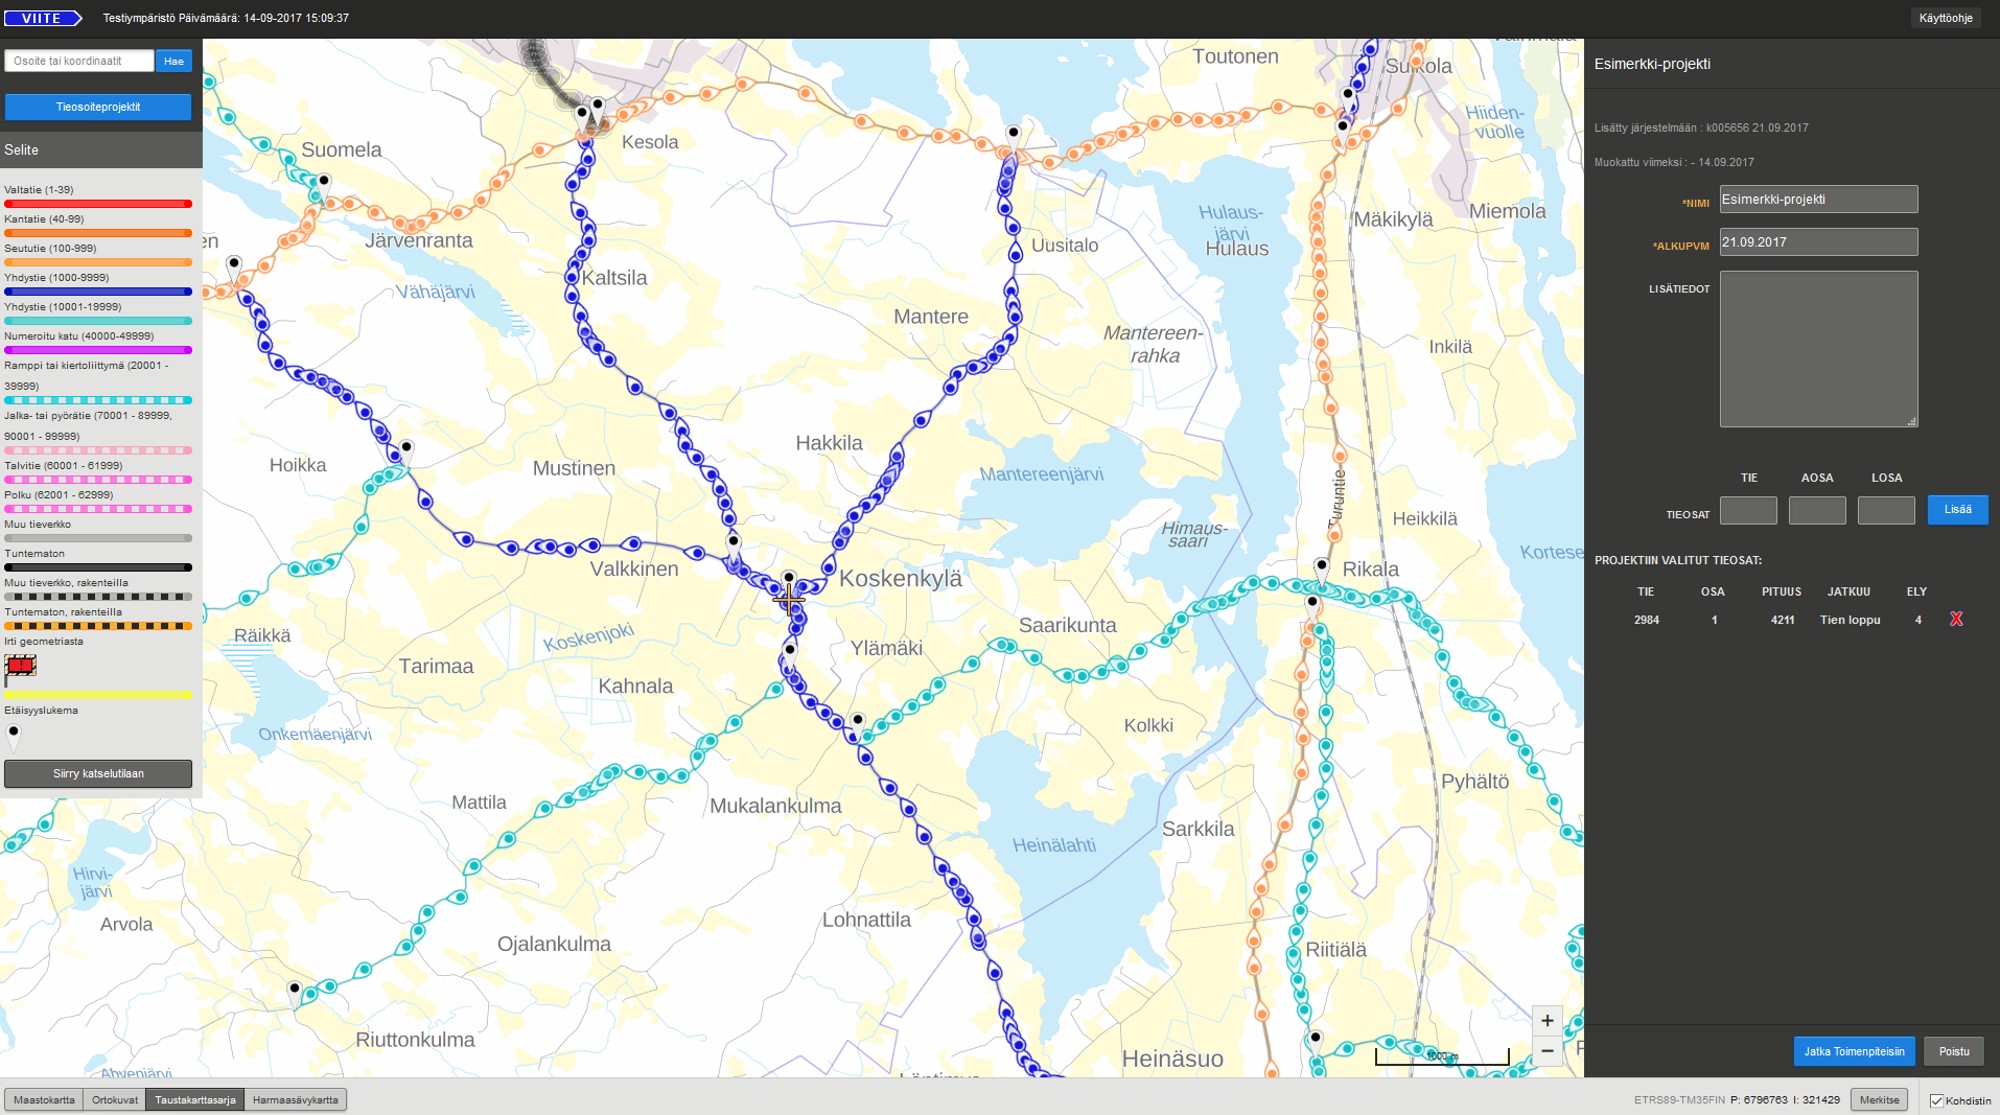 VIITE
Testiympäristö Päivämäärä: 14-09-2017 15:09:37
Käyttöohje
Osoite tai koordinaatit
Hae
Tieosoiteprojektit
Selite
Valtatie (1-39)
Kantatie (40-99)
Seututie (100-999)
Yhdystie (1000-9999)
Yhdystie (10001-19999)
Numeroitu katu (40000-49999)
Ramppi tai kiertoliittymä (20001 -
39999)
Jalka- tai pyörätie (70001 - 89999,
90001 - 99999)
Talvitie (60001 - 61999)
Polku (62001 - 62999)
Muu tieverkko
Tuntematon
Muu tieverkko, rakenteilla
Tuntematon, rakenteilla
Irti geometriasta
Etäisyyslukema
Siirry katselutilaan
Toutonen
Sulkola
Hiiden-
vuolle
Kesola
Suomela
Järvenranta
Hulaus-
järvi
Hulaus
Mäkikylä
Miemola
Uusitalo
Kaltsila
Vähäjärvi
Mantere
Mantereen-
rahka
Inkilä
Hakkila
Hoikka
Mustinen
Mantereenjärvi
Turuntie
Himaus-
saari
Heikkilä
Kortese
Valkkinen
Koskenkylä
Rikala
Räikkä
Koskenjoki
Saarikunta
Tarimaa
Ylämäki
Kahnala
Onkemäenjärvi
Kolkki
Mattila
Mukalankulma
Pyhältö
Sarkkila
Heinälahti
Hirvi-
järvi
Arvola
Lohnattila
Ojalankulma
Riitiälä
Riuttonkulma
Heinäsuo
Ahvenjärvi
+
−
1000 m
Esimerkki-projekti
Lisätty järjestelmään : k005656 21.09.2017
Muokattu viimeksi : - 14.09.2017
*NIMI
Esimerkki-projekti
*ALKUPVM
21.09.2017
LISÄTIEDOT
TIE AOSA LOSA
TIEOSAT
Lisää
PROJEKTIIN VALITUT TIEOSAT:
TIE OSA PITUUS JATKUU ELY
2984 1 4211 Tien loppu 4 X
Jatka Toimenpiteisiin
Poistu
Maastokartta
Ortokuvat
Taustakarttasarja
Harmaasävykartta
ETRS89-TM35FIN P: 6796763 I: 321429
Merkitse
Kohdistin